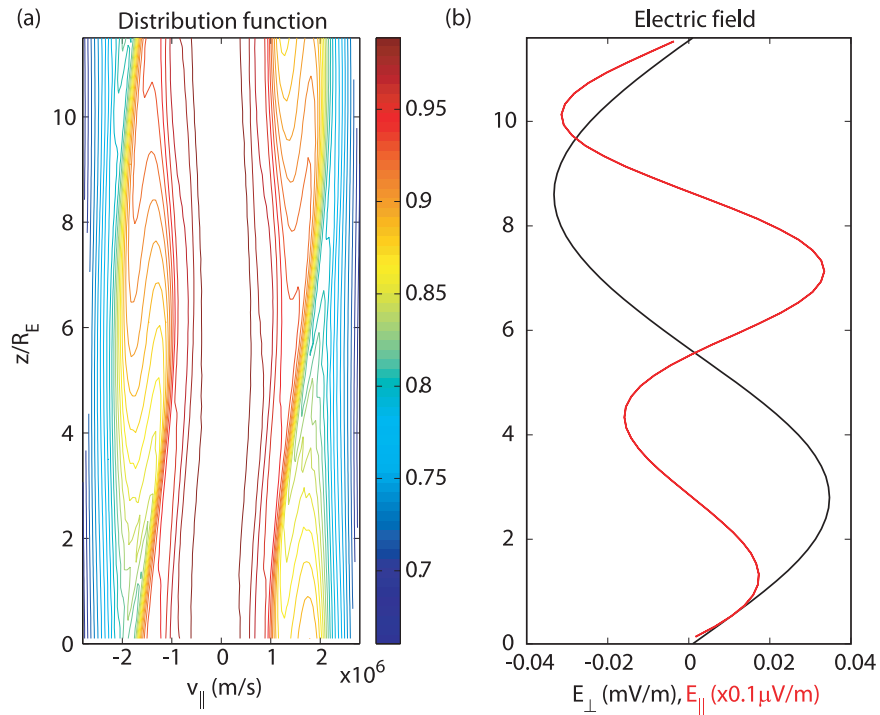 (a) Distribution function
(b) Electric field
10
8
6
4
2
0
z/R_E
-2 -1 0 1 2
x10^6
v_|| (m/s)
0.95
0.9
0.85
0.8
0.75
0.7
10
8
6
4
2
0
-0.04 -0.02 0 0.02 0.04
E_⊥ (mV/m), E_|| (x0.1μV/m)